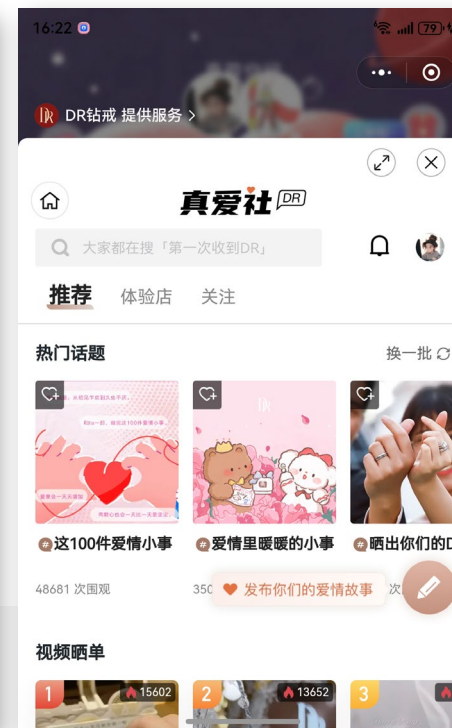 16:22
79
DR DR钻戒 提供服务 >
真爱社 DR
大家都在搜「第一次收到DR」
推荐 体验店 关注
热门话题 换一批
#这100件爱情小事 #爱情里暖暖的小事 #晒出你们的D
48681 次围观 350 发布你们的爱情故事 次
视频晒单
1 15602 2 13652 3